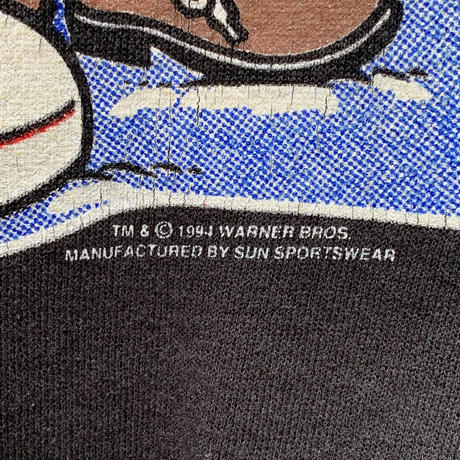 TM & © 1994 WARNER BROS.
MANUFACTURED BY SUN SPORTSWEAR